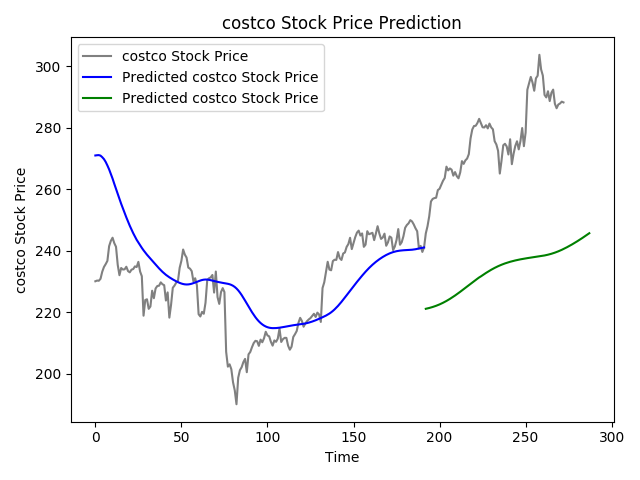 costco Stock Price Prediction
costco Stock Price
Predicted costco Stock Price
Predicted costco Stock Price
costco Stock Price
300
280
260
240
220
200
0 50 100 150 200 250 300
Time